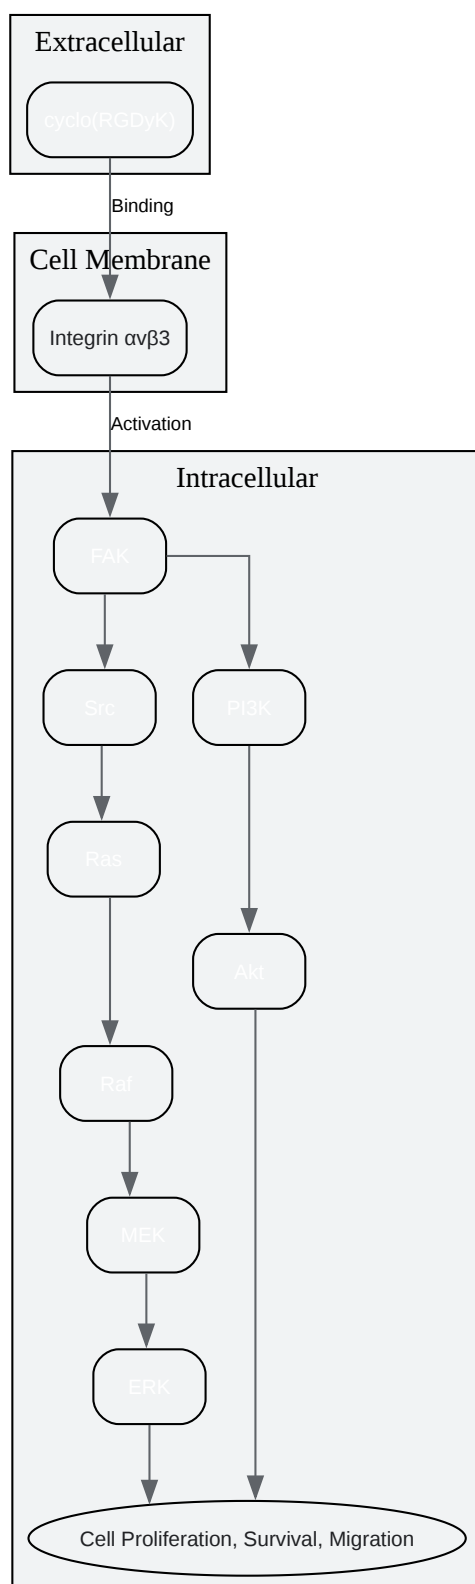 Extracellular
cyclo(RGDyK)
Binding
Cell Membrane
Integrin αvβ3
Activation
Intracellular
FAK
Src
PI3K
Ras
Akt
Raf
MEK
ERK
Cell Proliferation, Survival, Migration